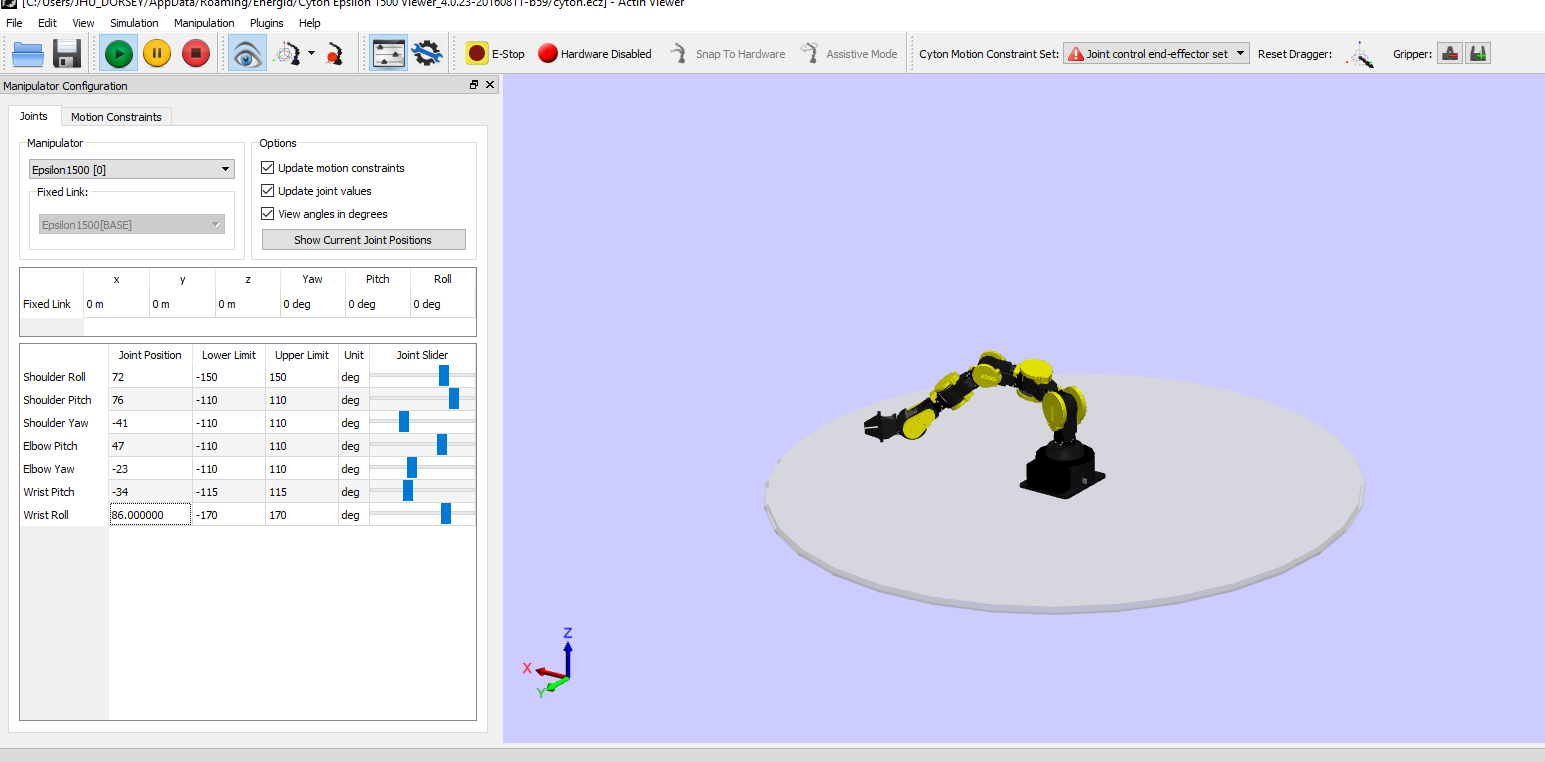 [C:/Users/JHU_DORSEY/AppData/Roaming/Energid/Cyton Epsilon 1500 Viewer_4.0.23-20160811-b59/cyton.ecz] - Actin Viewer
File Edit View Simulation Manipulation Plugins Help
E-Stop Hardware Disabled Snap To Hardware Assistive Mode Cyton Motion Constraint Set: Joint control end-effector set Reset Dragger: Gripper:
Manipulator Configuration
Joints Motion Constraints
Manipulator
Epsilon1500 [0]
Fixed Link:
Epsilon1500[BASE]
Options
Update motion constraints
Update joint values
View angles in degrees
Show Current Joint Positions
x y z Yaw Pitch Roll
Fixed Link 0 m 0 m 0 m 0 deg 0 deg 0 deg
Joint Position Lower Limit Upper Limit Unit Joint Slider
Shoulder Roll 72 -150 150 deg
Shoulder Pitch 76 -110 110 deg
Shoulder Yaw -41 -110 110 deg
Elbow Pitch 47 -110 110 deg
Elbow Yaw -23 -110 110 deg
Wrist Pitch -34 -115 115 deg
Wrist Roll 86.000000 -170 170 deg
Z
X
Y